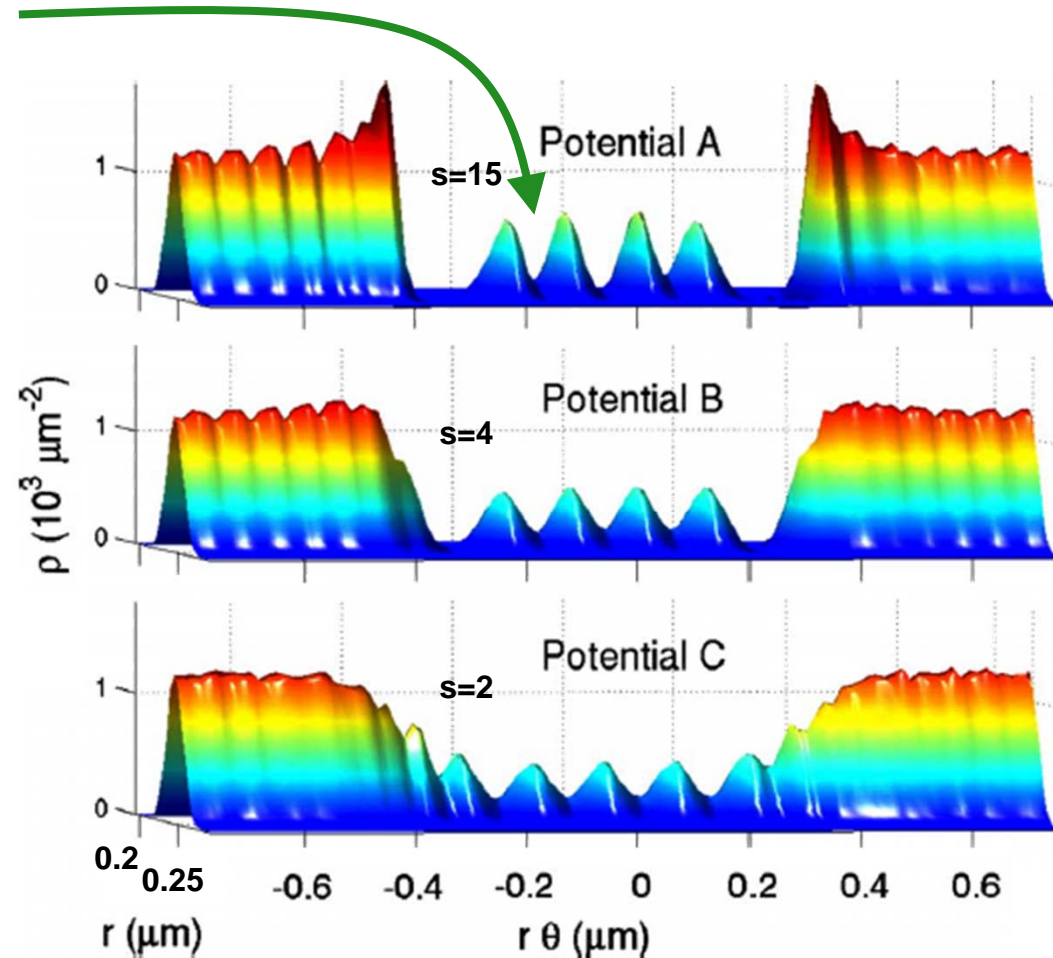 Potential A
s=15
1
0
Potential B
s=4
1
0
ρ (10³ μm⁻²)
Potential C
s=2
1
0
0.2
0.25
-0.6 -0.4 -0.2 0 0.2 0.4 0.6
r (μm)
r θ (μm)